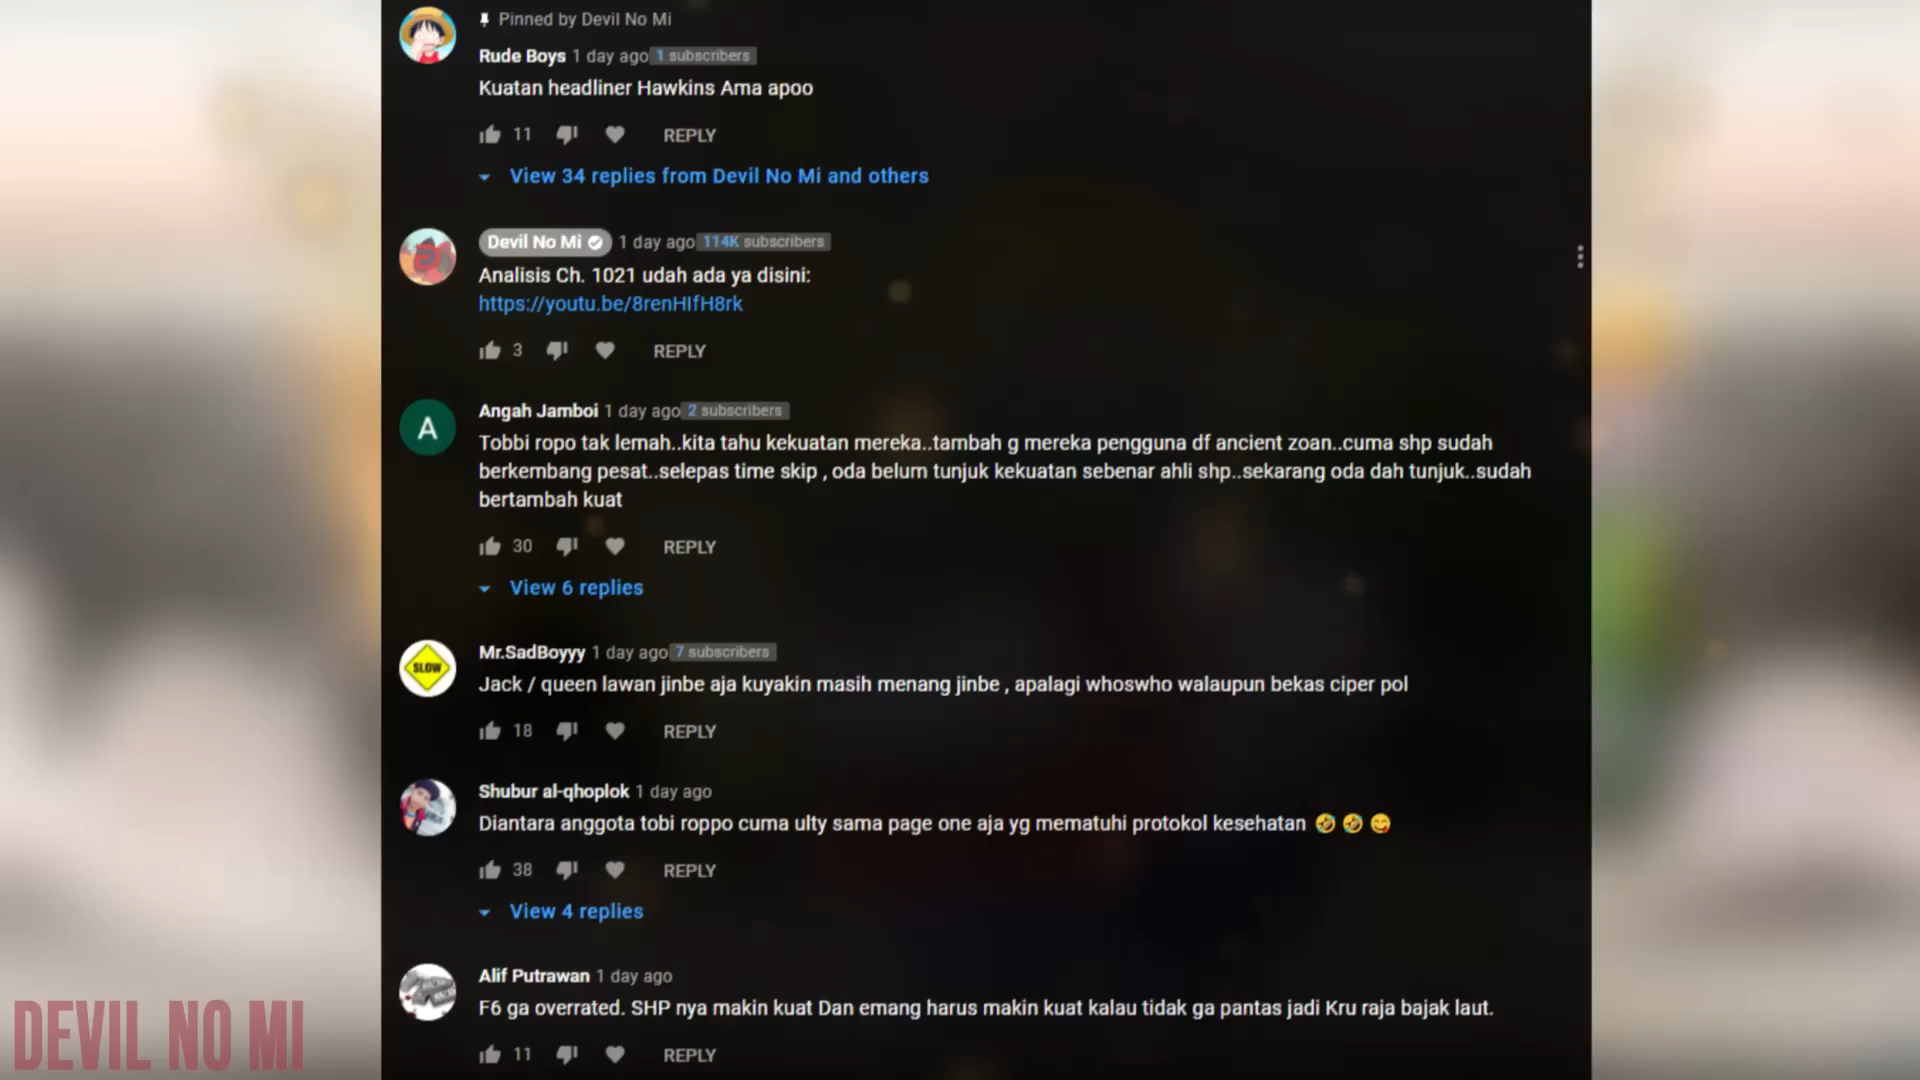 Pinned by Devil No Mi
Rude Boys 1 day ago 1 subscribers
Kuatan headliner Hawkins Ama apoo
11 REPLY
View 34 replies from Devil No Mi and others
Devil No Mi 1 day ago 114K subscribers
Analisis Ch. 1021 udah ada ya disini:
https://youtu.be/8renHIfH8rk
3 REPLY
A
Angah Jamboi 1 day ago 2 subscribers
Tobbi ropo tak lemah..kita tahu kekuatan mereka..tambah g mereka pengguna df ancient zoan..cuma shp sudah
berkembang pesat..selepas time skip , oda belum tunjuk kekuatan sebenar ahli shp..sekarang oda dah tunjuk..sudah
bertambah kuat
30 REPLY
View 6 replies
SLOW
Mr.SadBoyyy 1 day ago 7 subscribers
Jack / queen lawan jinbe aja kuyakin masih menang jinbe , apalagi whoswho walaupun bekas ciper pol
18 REPLY
Shubur al-qhoplok 1 day ago
Diantara anggota tobi roppo cuma ulty sama page one aja yg mematuhi protokol kesehatan 🤣 🤣 😋
38 REPLY
View 4 replies
Alif Putrawan 1 day ago
F6 ga overrated. SHP nya makin kuat Dan emang harus makin kuat kalau tidak ga pantas jadi Kru raja bajak laut.
11 REPLY
DEVIL NO MI